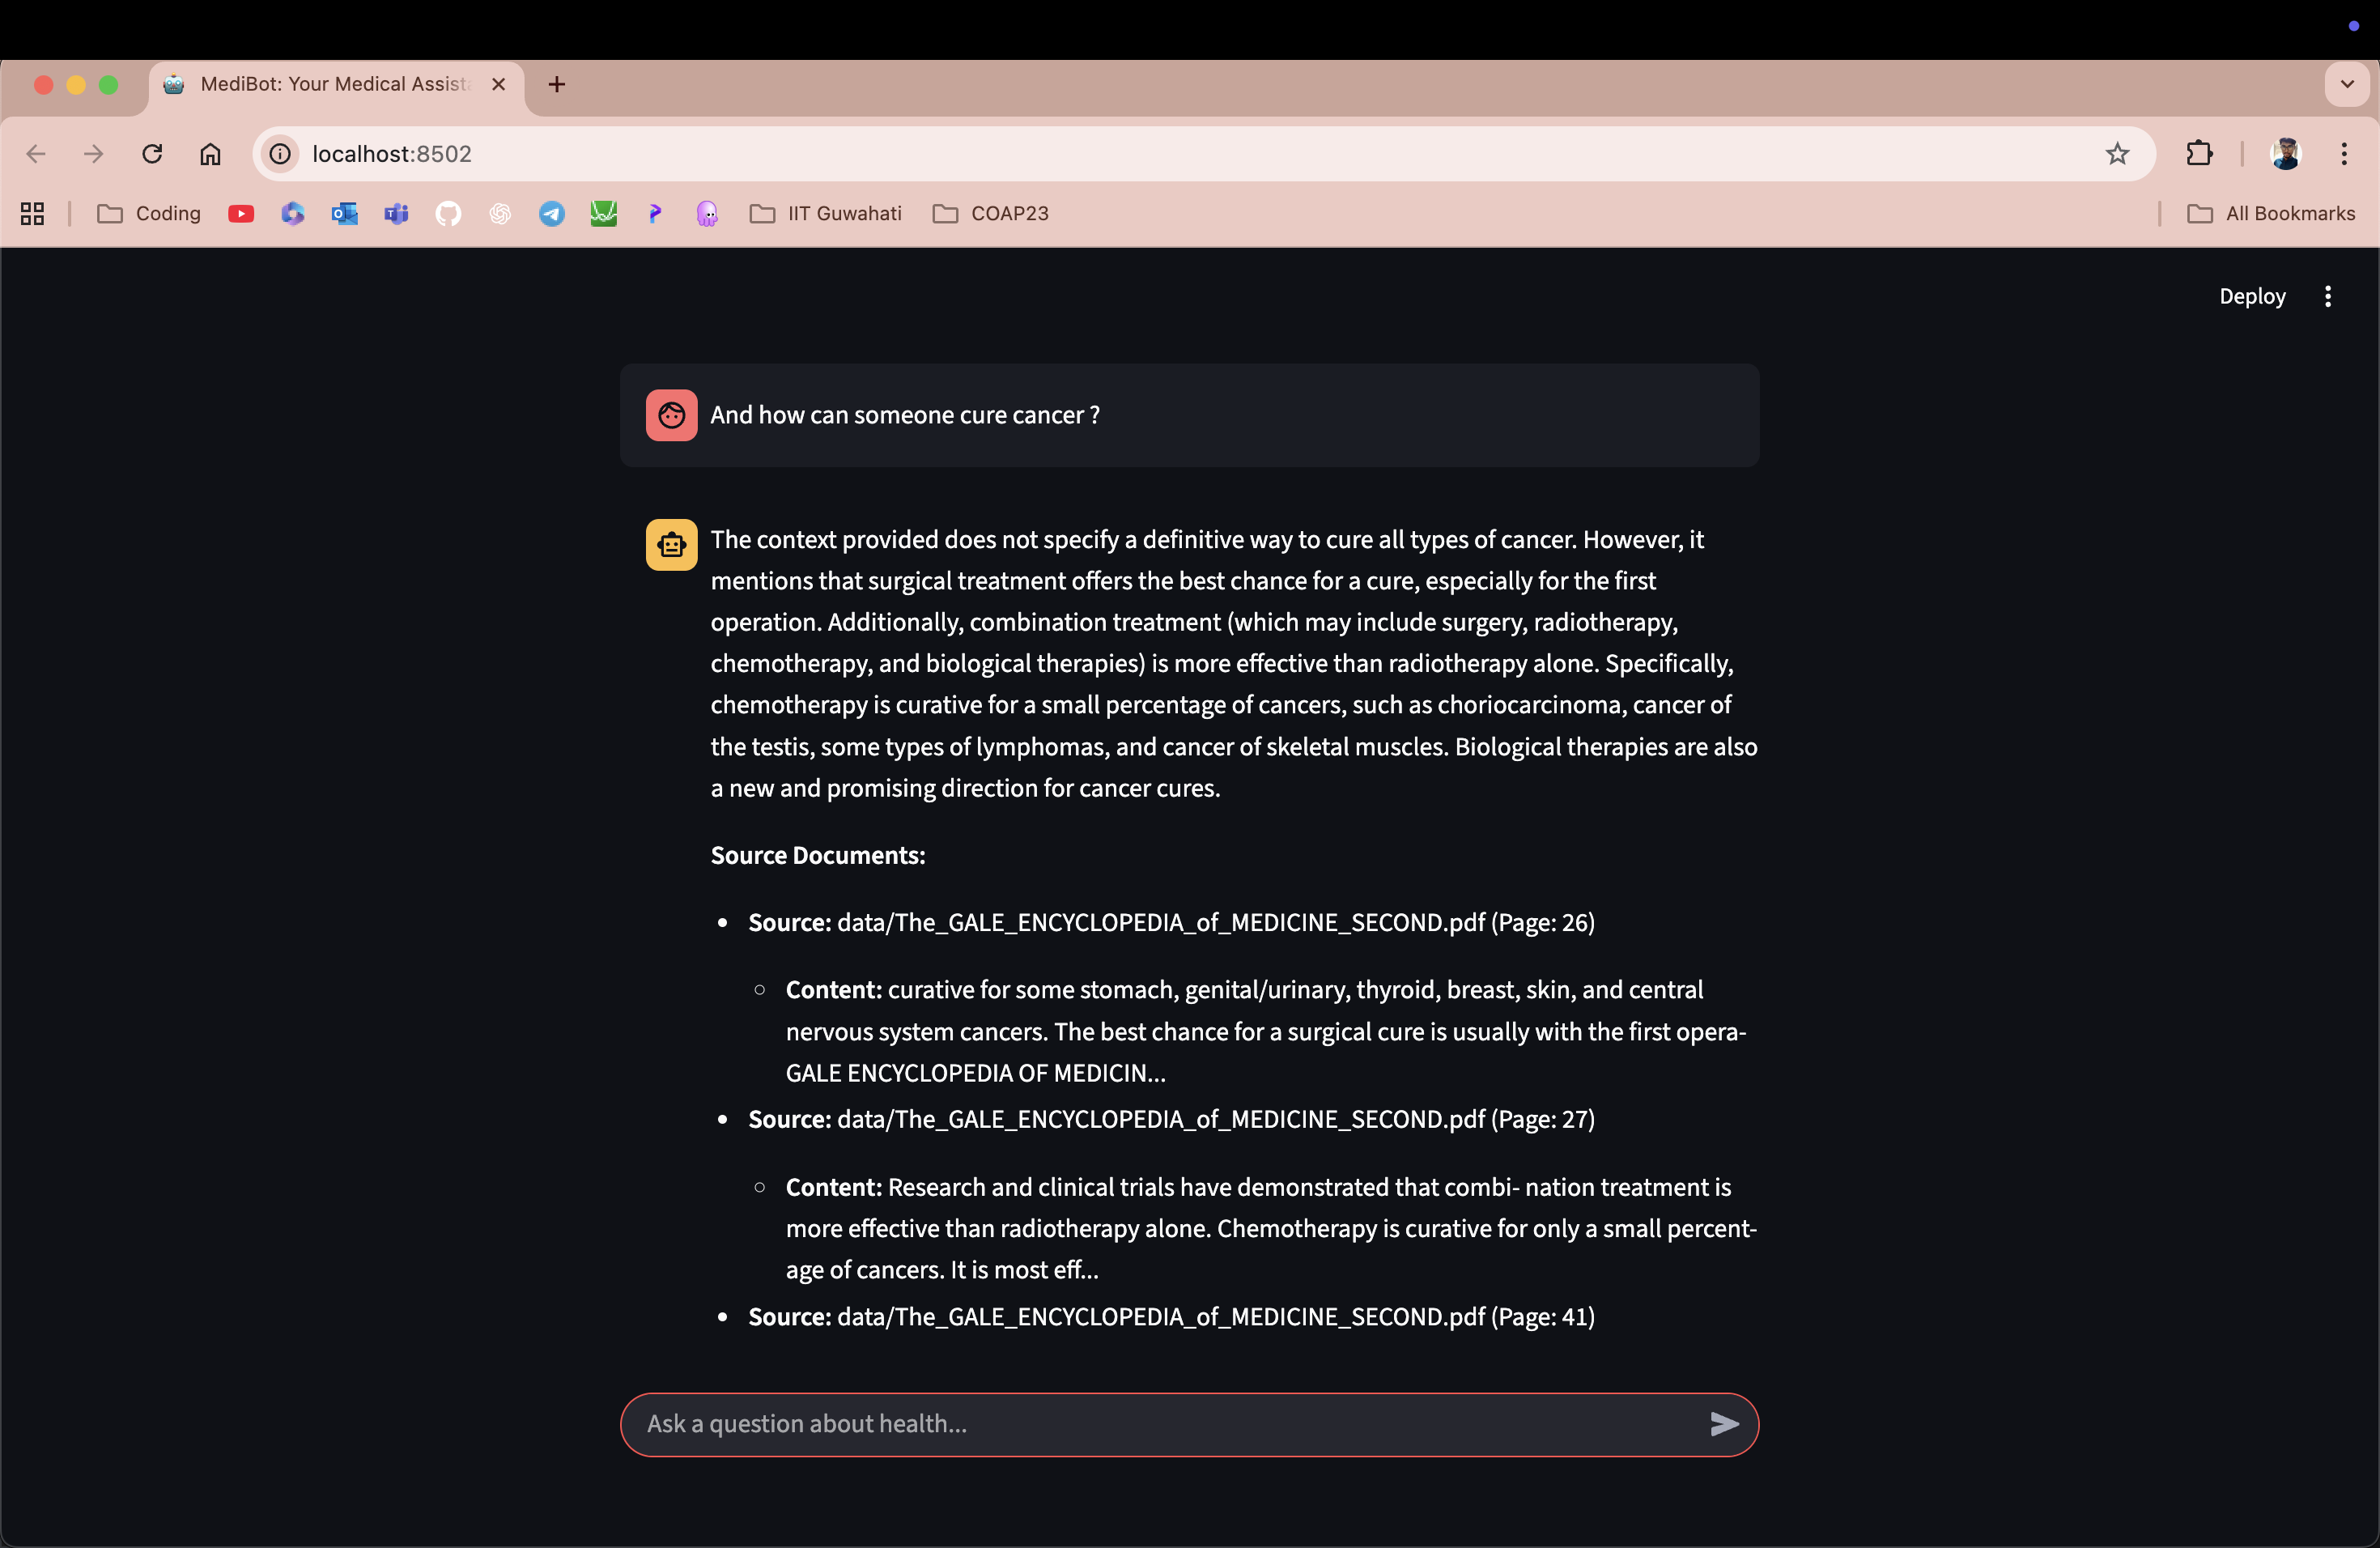 MediBot: Your Medical Assist
localhost:8502
Coding
IIT Guwahati
COAP23
All Bookmarks
Deploy
And how can someone cure cancer ?
The context provided does not specify a definitive way to cure all types of cancer. However, it
mentions that surgical treatment offers the best chance for a cure, especially for the first
operation. Additionally, combination treatment (which may include surgery, radiotherapy,
chemotherapy, and biological therapies) is more effective than radiotherapy alone. Specifically,
chemotherapy is curative for a small percentage of cancers, such as choriocarcinoma, cancer of
the testis, some types of lymphomas, and cancer of skeletal muscles. Biological therapies are also
a new and promising direction for cancer cures.
Source Documents:
• Source: data/The_GALE_ENCYCLOPEDIA_of_MEDICINE_SECOND.pdf (Page: 26)
◦ Content: curative for some stomach, genital/urinary, thyroid, breast, skin, and central
nervous system cancers. The best chance for a surgical cure is usually with the first opera-
GALE ENCYCLOPEDIA OF MEDICIN...
• Source: data/The_GALE_ENCYCLOPEDIA_of_MEDICINE_SECOND.pdf (Page: 27)
◦ Content: Research and clinical trials have demonstrated that combi- nation treatment is
more effective than radiotherapy alone. Chemotherapy is curative for only a small percent-
age of cancers. It is most eff...
• Source: data/The_GALE_ENCYCLOPEDIA_of_MEDICINE_SECOND.pdf (Page: 41)
Ask a question about health...